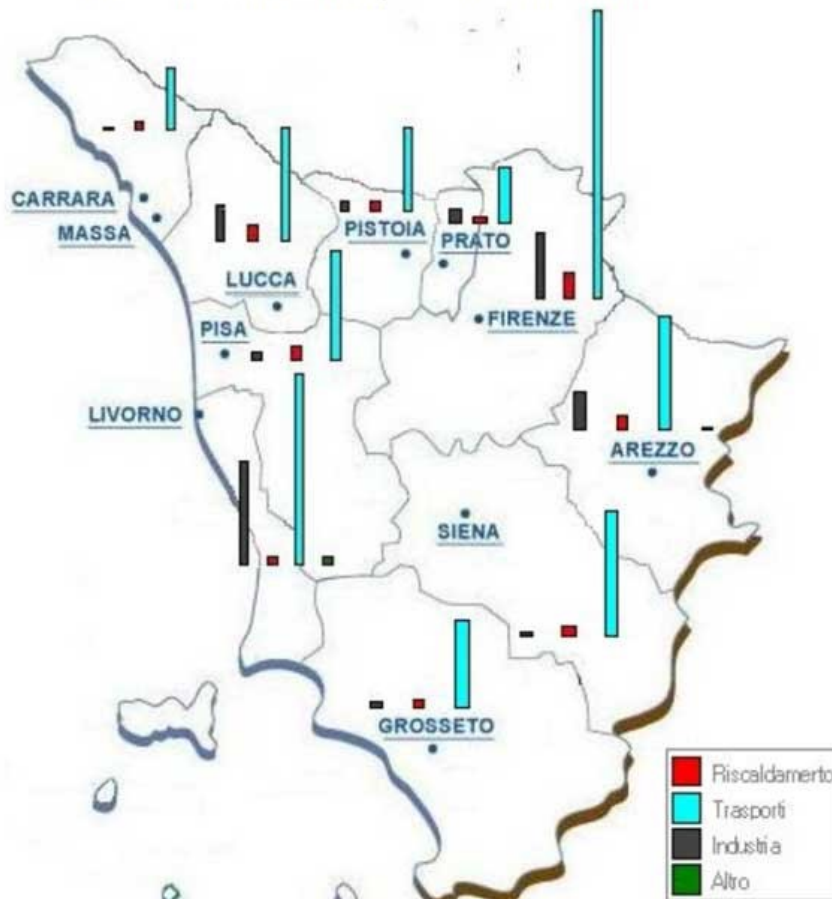 CARRARA
MASSA
PISTOIA
PRATO
LUCCA
PISA
FIRENZE
LIVORNO
AREZZO
SIENA
GROSSETO
Riscaldamento
Trasporti
Industria
Altro